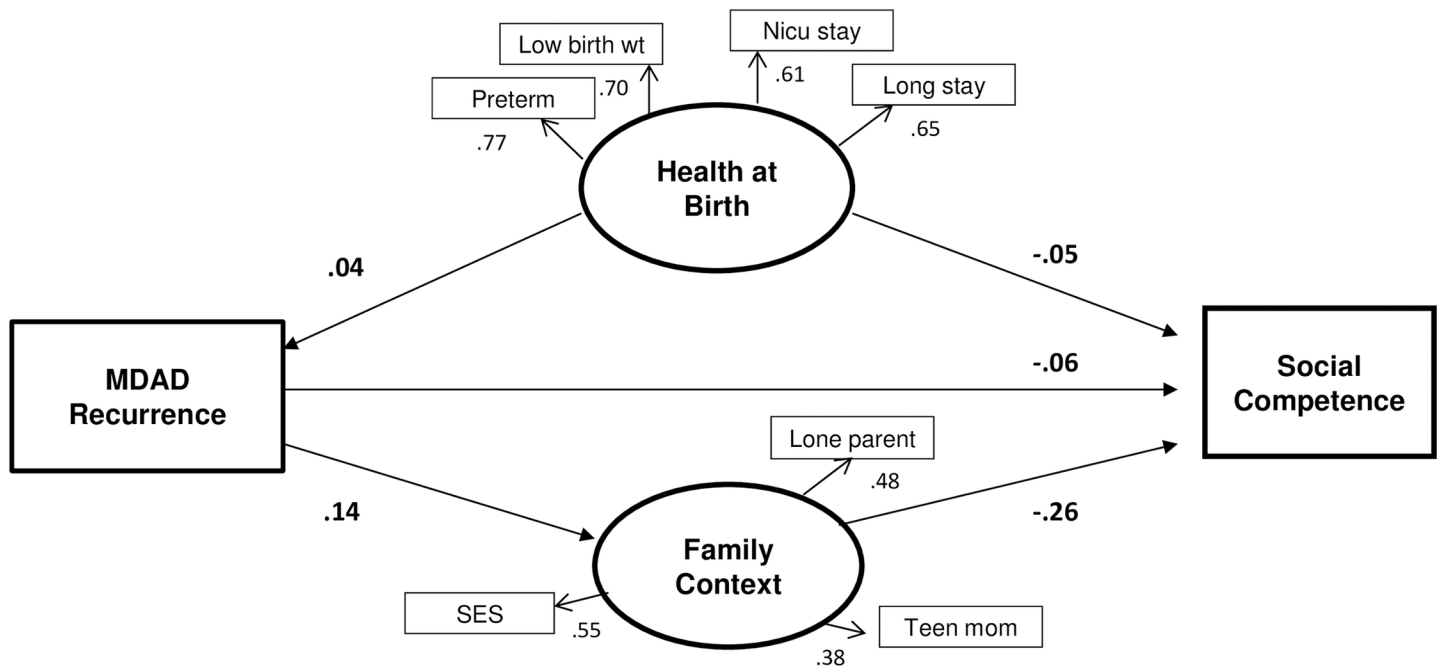 Nicu stay
Low birth wt
.70
.61
Preterm
Long stay
.77
.65
Health at
Birth
.04
-.05
MDAD
Recurrence
-.06
Social
Competence
Lone parent
.48
.14
-.26
Family
Context
SES
.55
Teen mom
.38